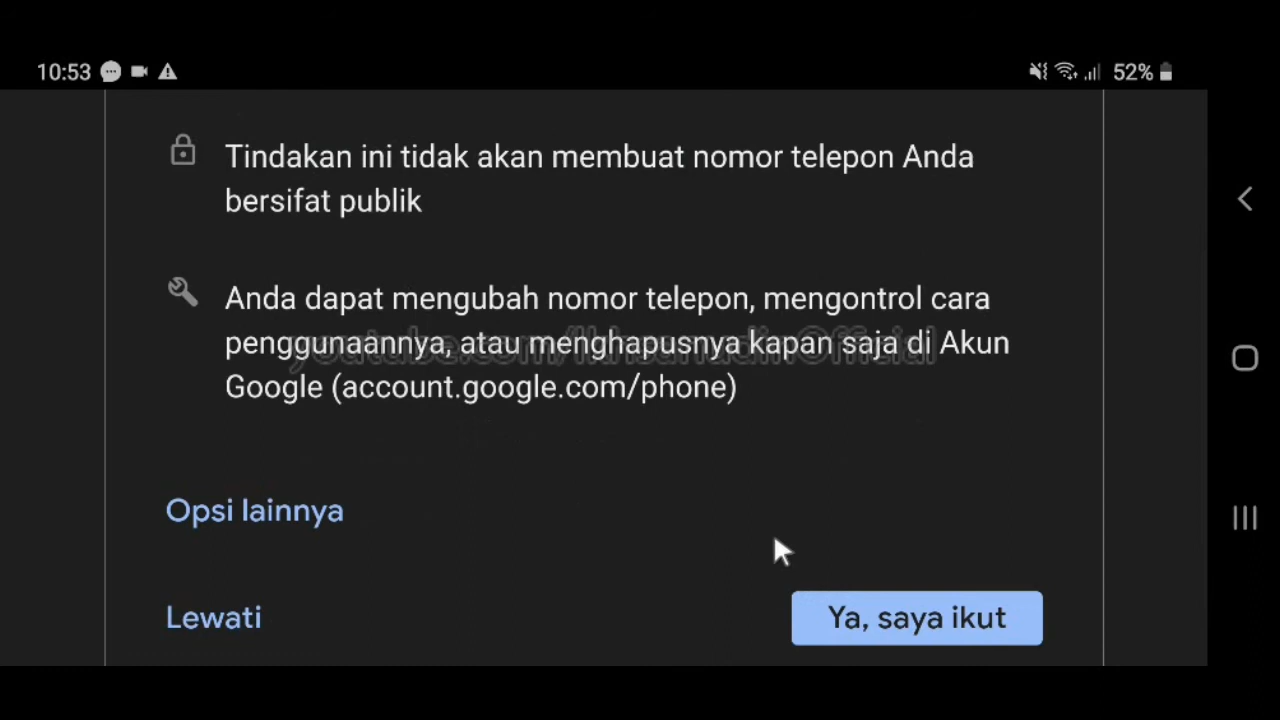 10:53 52%
Tindakan ini tidak akan membuat nomor telepon Anda
bersifat publik
Anda dapat mengubah nomor telepon, mengontrol cara
penggunaannya, atau menghapusnya kapan saja di Akun
Google (account.google.com/phone)
Opsi lainnya
Lewati
Ya, saya ikut